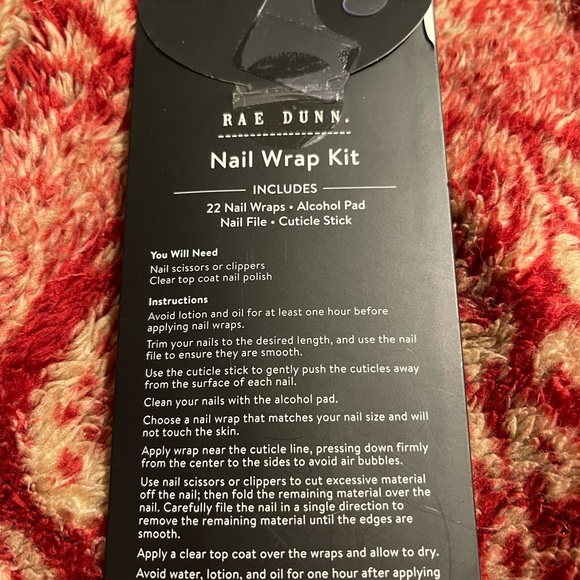 RAE DUNN.
Nail Wrap Kit
INCLUDES
22 Nail Wraps • Alcohol Pad
Nail File • Cuticle Stick
You Will Need
Nail scissors or clippers
Clear top coat nail polish
Instructions
Avoid lotion and oil for at least one hour before
applying nail wraps.
Trim your nails to the desired length, and use the nail
file to ensure they are smooth.
Use the cuticle stick to gently push the cuticles away
from the surface of each nail.
Clean your nails with the alcohol pad.
Choose a nail wrap that matches your nail size and will
not touch the skin.
Apply wrap near the cuticle line, pressing down firmly
from the center to the sides to avoid air bubbles.
Use nail scissors or clippers to cut excessive material
off the nail; then fold the remaining material over the
nail. Carefully file the nail in a single direction to
remove the remaining material until the edges are
smooth.
Apply a clear top coat over the wraps and allow to dry.
Avoid water, lotion, and oil for one hour after applying